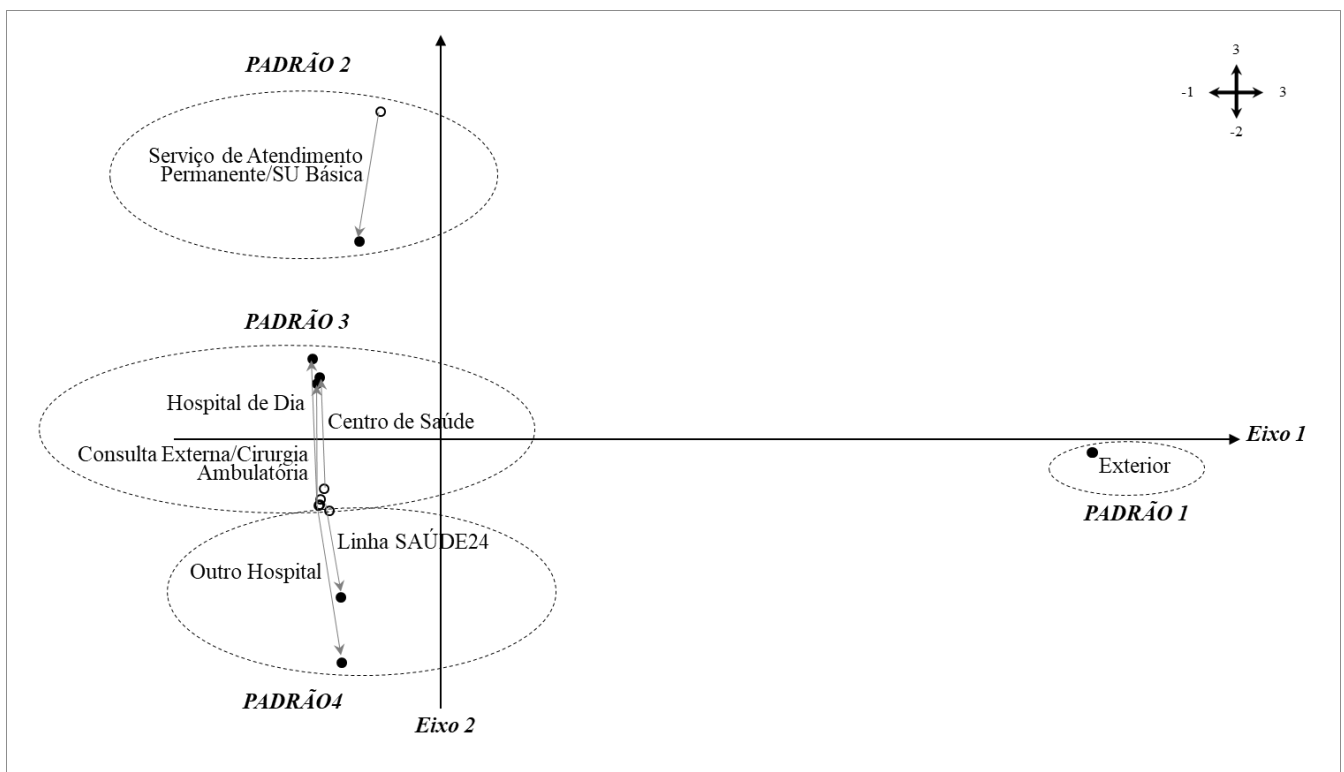 PADRÃO 2
3
-1
3
-2
Serviço de Atendimento
Permanente/SU Básica
PADRÃO 3
Hospital de Dia
Centro de Saúde
Eixo 1
Consulta Externa/Cirurgia
Ambulatória
Exterior
PADRÃO 1
Linha SAÚDE24
Outro Hospital
PADRÃO4
Eixo 2